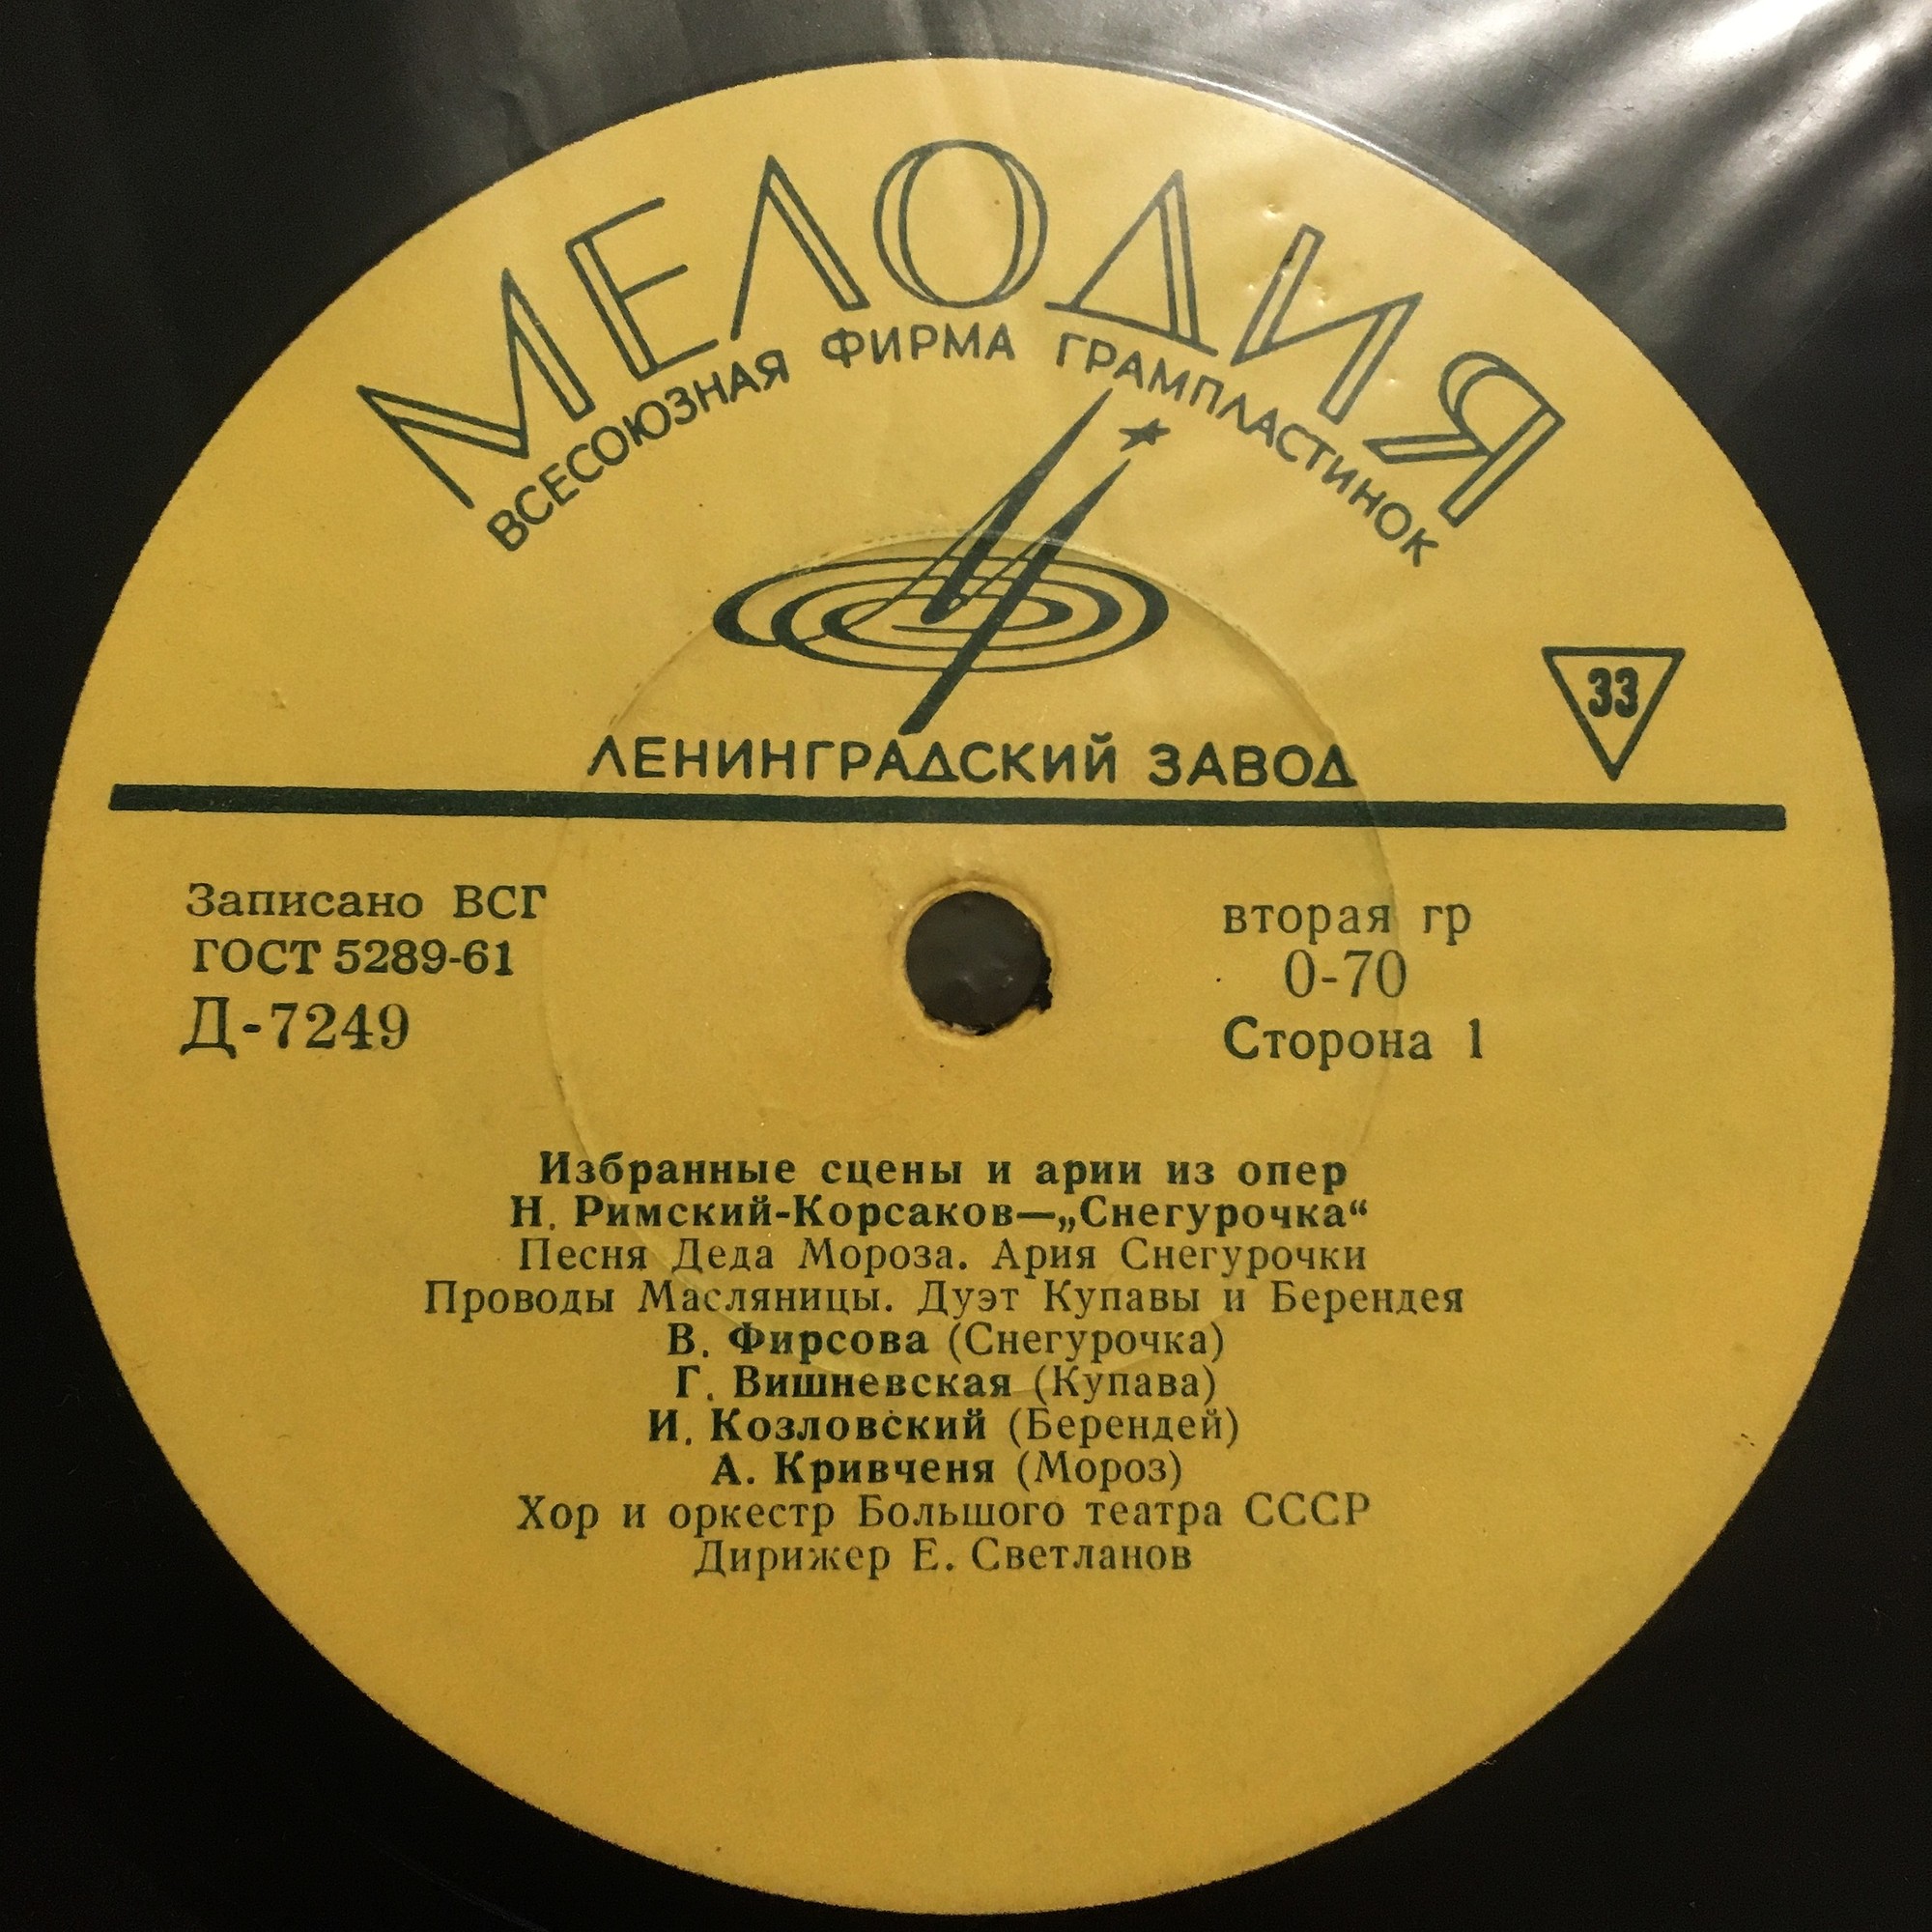 МЕЛОДИЯ
ВСЕСОЮЗНАЯ ФИРМА ГРАМПЛАСТИНОК
33
ЛЕНИНГРАДСКИЙ ЗАВОД
Записано ВСГ
ГОСТ 5289-61
Д-7249
вторая гр
0-70
Сторона 1
Избранные сцены и арии из опер
Н. Римский-Корсаков—„Снегурочка“
Песня Деда Мороза. Ария Снегурочки
Проводы Масляницы. Дуэт Купавы и Берендея
В. Фирсова (Снегурочка)
Г. Вишневская (Купава)
И. Козловский (Берендей)
А. Кривченя (Мороз)
Хор и оркестр Большого театра СССР
Дирижер Е. Светланов